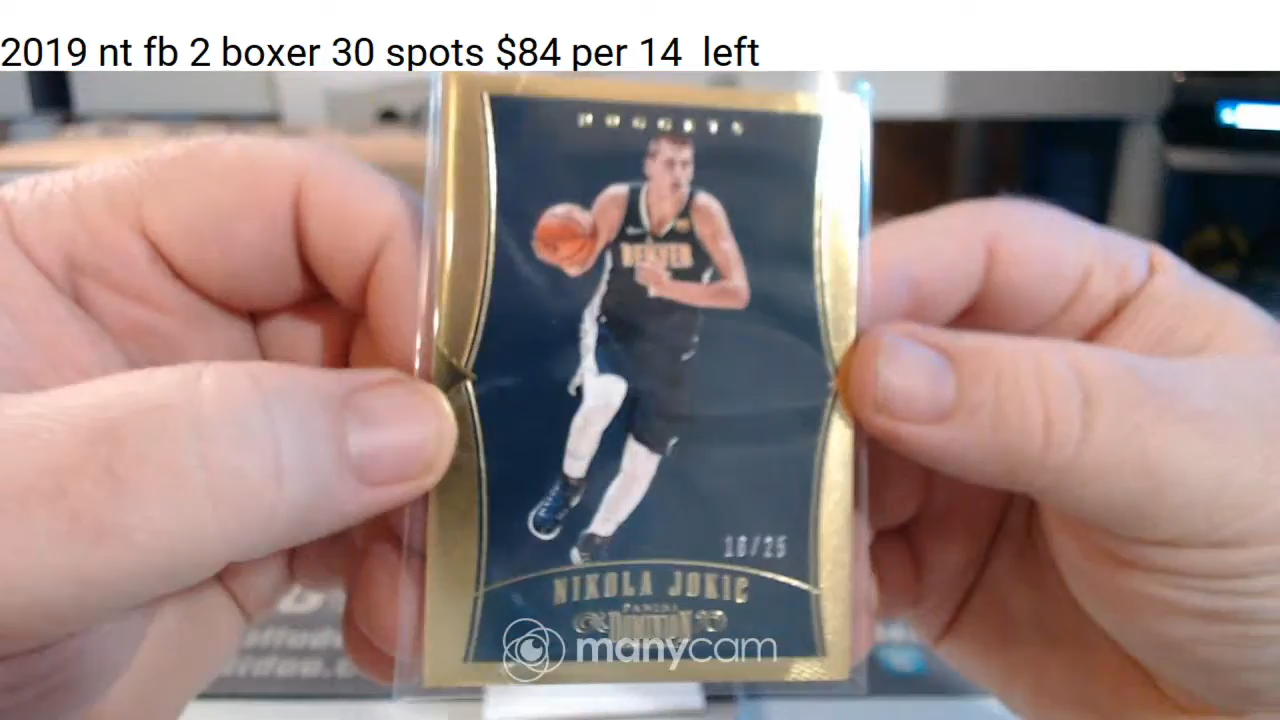 2019 nt fb 2 boxer 30 spots $84 per 14 left
NUGGETS
DENVER
16/25
NIKOLA JOKIC
PANINI
DOMINION
manycam